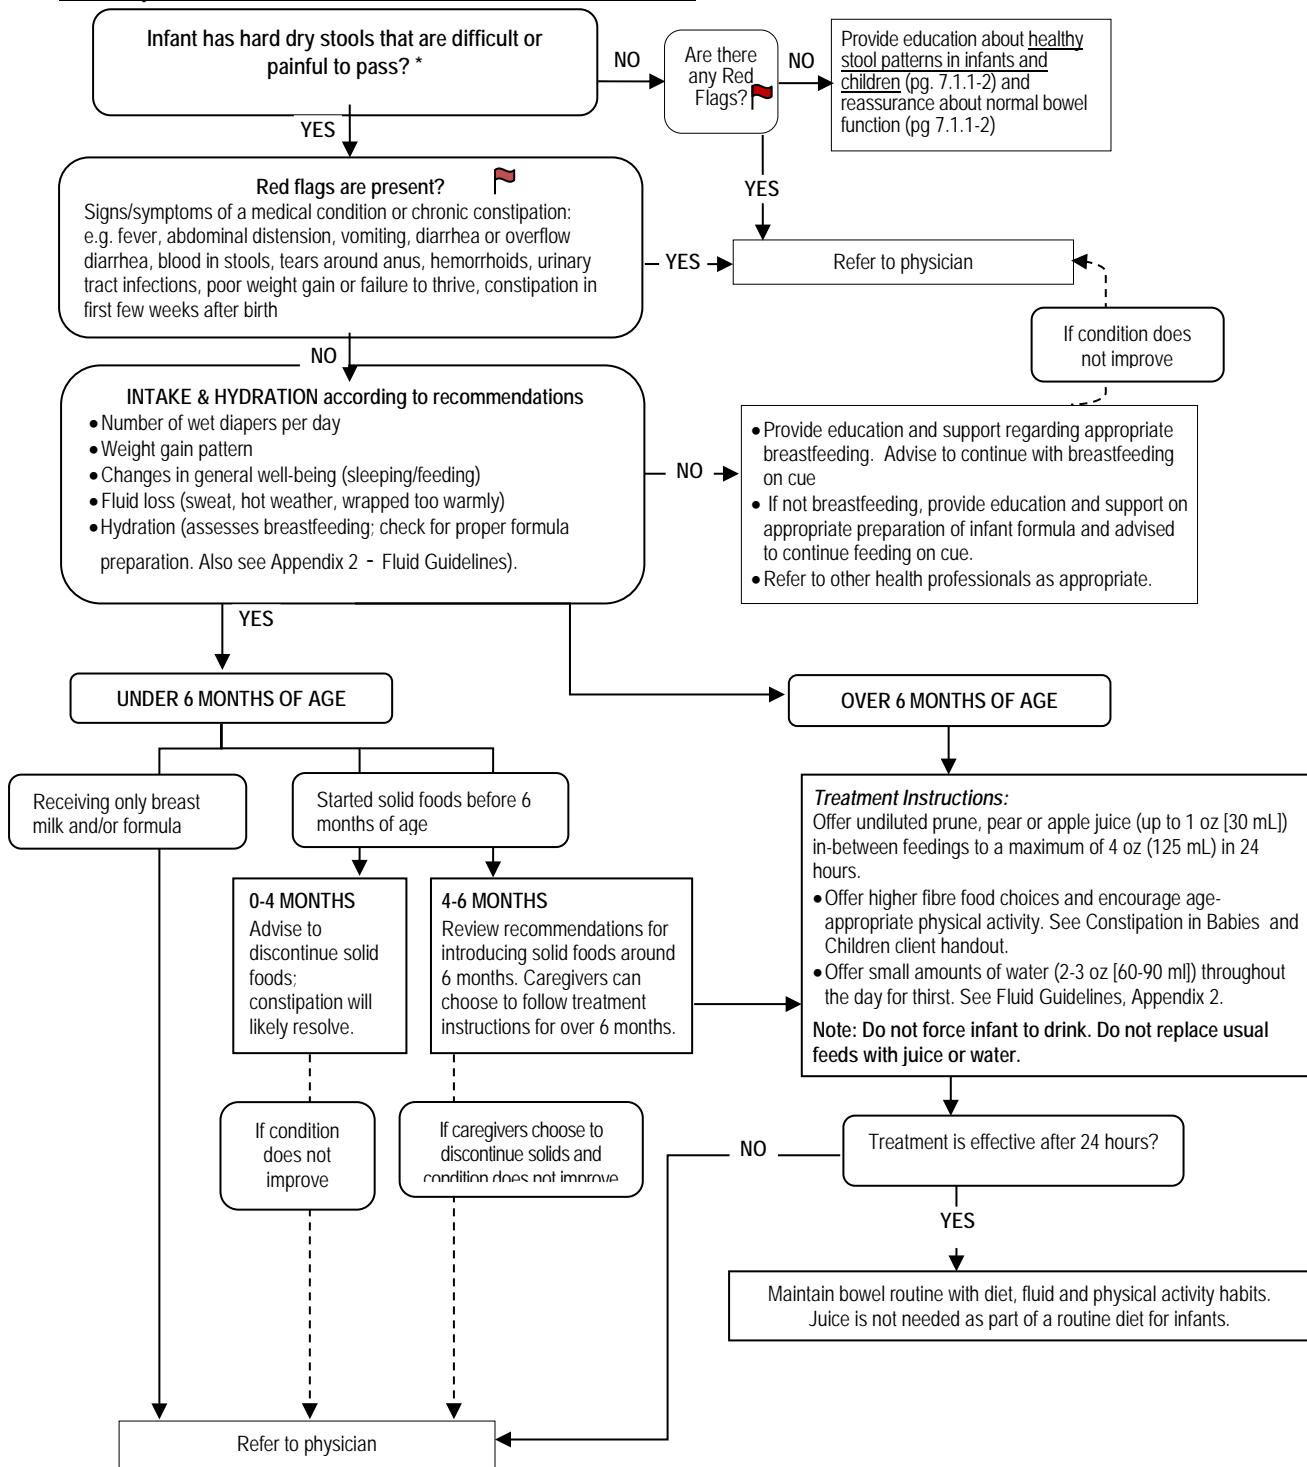 Infant has hard dry stools that are difficult or
painful to pass? *
NO
Are there
any Red
Flags?
NO
Provide education about healthy
stool patterns in infants and
children (pg. 7.1.1-2) and
reassurance about normal bowel
function (pg 7.1.1-2)
YES
YES
Red flags are present?
Signs/symptoms of a medical condition or chronic constipation:
e.g. fever, abdominal distension, vomiting, diarrhea or overflow
diarrhea, blood in stools, tears around anus, hemorrhoids, urinary
tract infections, poor weight gain or failure to thrive, constipation in
first few weeks after birth
YES
Refer to physician
If condition does
not improve
NO
INTAKE & HYDRATION according to recommendations
• Number of wet diapers per day
• Weight gain pattern
• Changes in general well-being (sleeping/feeding)
• Fluid loss (sweat, hot weather, wrapped too warmly)
• Hydration (assesses breastfeeding; check for proper formula
preparation. Also see Appendix 2 - Fluid Guidelines).
NO
• Provide education and support regarding appropriate
breastfeeding. Advise to continue with breastfeeding
on cue
• If not breastfeeding, provide education and support on
appropriate preparation of infant formula and advised
to continue feeding on cue.
• Refer to other health professionals as appropriate.
YES
UNDER 6 MONTHS OF AGE
OVER 6 MONTHS OF AGE
Receiving only breast
milk and/or formula
Started solid foods before 6
months of age
0-4 MONTHS
Advise to
discontinue solid
foods;
constipation will
likely resolve.
4-6 MONTHS
Review recommendations for
introducing solid foods around
6 months. Caregivers can
choose to follow treatment
instructions for over 6 months.
Treatment Instructions:
Offer undiluted prune, pear or apple juice (up to 1 oz [30 mL])
in-between feedings to a maximum of 4 oz (125 mL) in 24
hours.
• Offer higher fibre food choices and encourage age-
appropriate physical activity. See Constipation in Babies and
Children client handout.
• Offer small amounts of water (2-3 oz [60-90 ml]) throughout
the day for thirst. See Fluid Guidelines, Appendix 2.
Note: Do not force infant to drink. Do not replace usual
feeds with juice or water.
If condition
does not
improve
If caregivers choose to
discontinue solids and
condition does not improve
NO
Treatment is effective after 24 hours?
YES
Maintain bowel routine with diet, fluid and physical activity habits.
Juice is not needed as part of a routine diet for infants.
Refer to physician